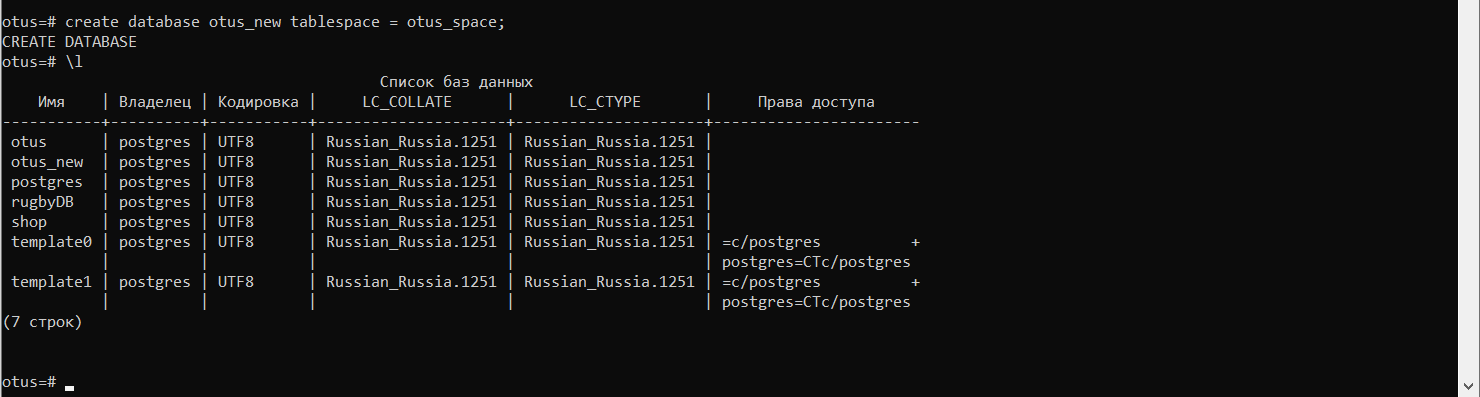 otus=# create database otus_new tablespace = otus_space;
CREATE DATABASE
otus=# \l
                                          Список баз данных
    Имя    | Владелец | Кодировка |     LC_COLLATE      |      LC_CTYPE       |     Права доступа
-----------+----------+-----------+---------------------+---------------------+-----------------------
 otus      | postgres | UTF8      | Russian_Russia.1251 | Russian_Russia.1251 |
 otus_new  | postgres | UTF8      | Russian_Russia.1251 | Russian_Russia.1251 |
 postgres  | postgres | UTF8      | Russian_Russia.1251 | Russian_Russia.1251 |
 rugbyDB   | postgres | UTF8      | Russian_Russia.1251 | Russian_Russia.1251 |
 shop      | postgres | UTF8      | Russian_Russia.1251 | Russian_Russia.1251 |
 template0 | postgres | UTF8      | Russian_Russia.1251 | Russian_Russia.1251 | =c/postgres          +
           |          |           |                     |                     | postgres=CTc/postgres
 template1 | postgres | UTF8      | Russian_Russia.1251 | Russian_Russia.1251 | =c/postgres          +
           |          |           |                     |                     | postgres=CTc/postgres
(7 строк)
otus=#